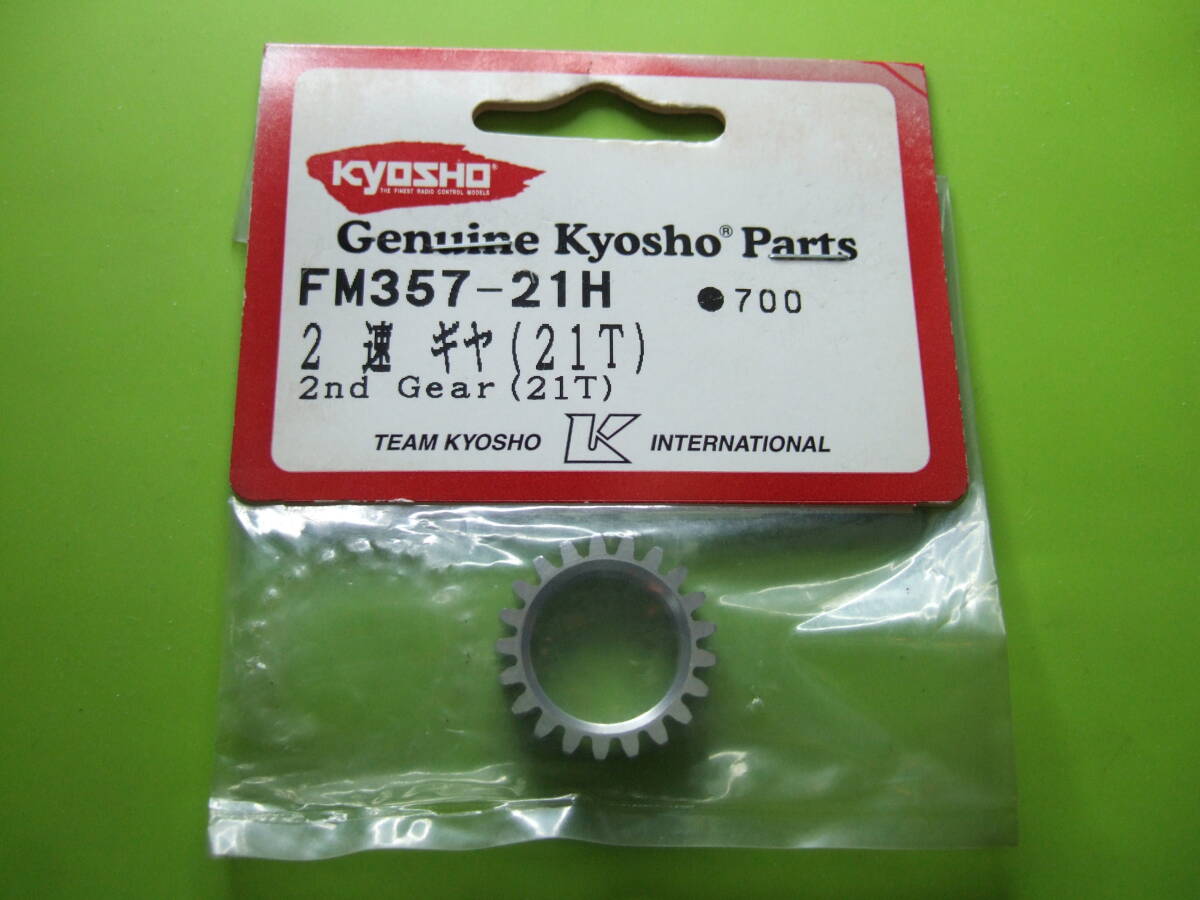 KYOSHO®
THE FINEST RADIO CONTROL MODELS
Genuine Kyosho® Parts
FM357-21H ●700
2 速 ギヤ(21T)
2nd Gear (21T)
TEAM KYOSHO K INTERNATIONAL